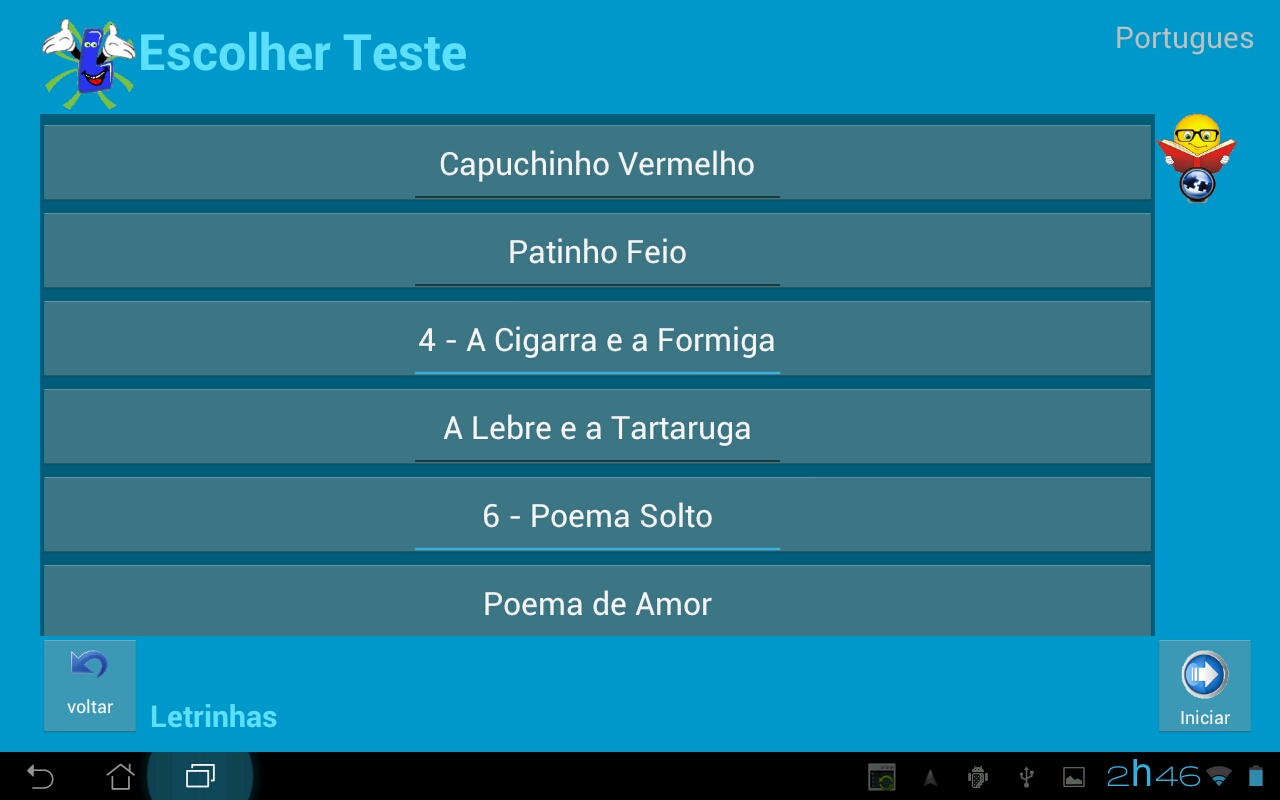 Escolher Teste
Portugues
Capuchinho Vermelho
Patinho Feio
4 - A Cigarra e a Formiga
A Lebre e a Tartaruga
6 - Poema Solto
Poema de Amor
voltar
Letrinhas
Iniciar
2h46